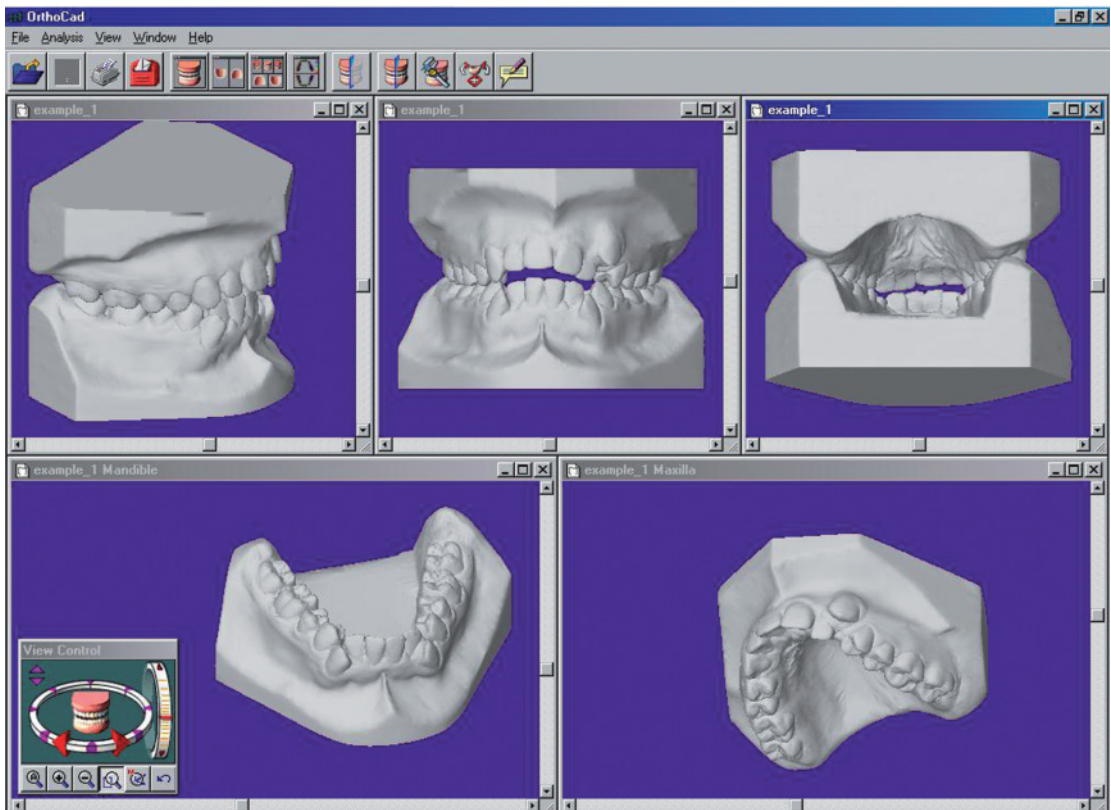 OrthoCad
File Analysis View Window Help
example_1
example_1
example_1
example_1 Mandible
example_1 Maxilla
View Control